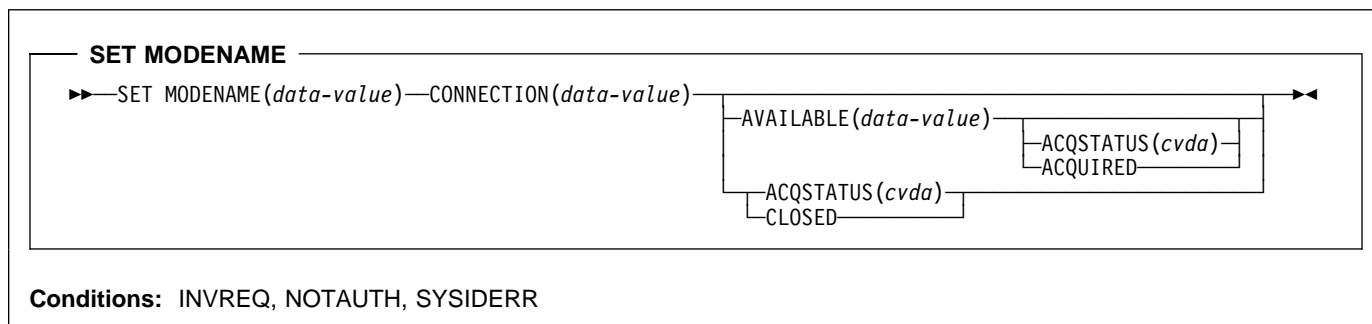 SET MODENAME
►►──SET MODENAME(data-value)──CONNECTION(data-value)──►◄
AVAILABLE(data-value)
ACQSTATUS(cvda)
ACQUIRED
ACQSTATUS(cvda)
CLOSED
Conditions: INVREQ, NOTAUTH, SYSIDERR